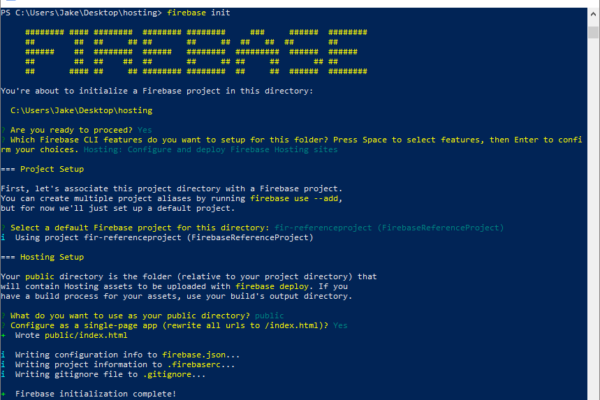 PS C:\Users\Jake\Desktop\hosting> firebase init
FIREBASE
You're about to initialize a Firebase project in this directory:
C:\Users\Jake\Desktop\hosting
? Are you ready to proceed? Yes
? Which Firebase CLI features do you want to setup for this folder? Press Space to select features, then Enter to confi
rm your choices. Hosting: Configure and deploy Firebase Hosting sites
=== Project Setup
First, let's associate this project directory with a Firebase project.
You can create multiple project aliases by running firebase use --add,
but for now we'll just set up a default project.
? Select a default Firebase project for this directory: fir-referenceproject (FirebaseReferenceProject)
i Using project fir-referenceproject (FirebaseReferenceProject)
=== Hosting Setup
Your public directory is the folder (relative to your project directory) that
will contain Hosting assets to be uploaded with firebase deploy. If you
have a build process for your assets, use your build's output directory.
? What do you want to use as your public directory? public
? Configure as a single-page app (rewrite all urls to /index.html)? Yes
+ Wrote public/index.html
i Writing configuration info to firebase.json...
i Writing project information to .firebaserc...
i Writing gitignore file to .gitignore...
+ Firebase initialization complete!